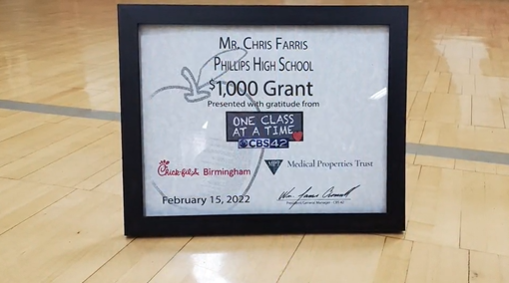 Mr. Chris Farris
Phillips High School
$1,000 Grant
Presented with gratitude from
ONE CLASS
AT A TIME
CBS42
Chick-fil-A Birmingham
MPT Medical Properties Trust
February 15, 2022